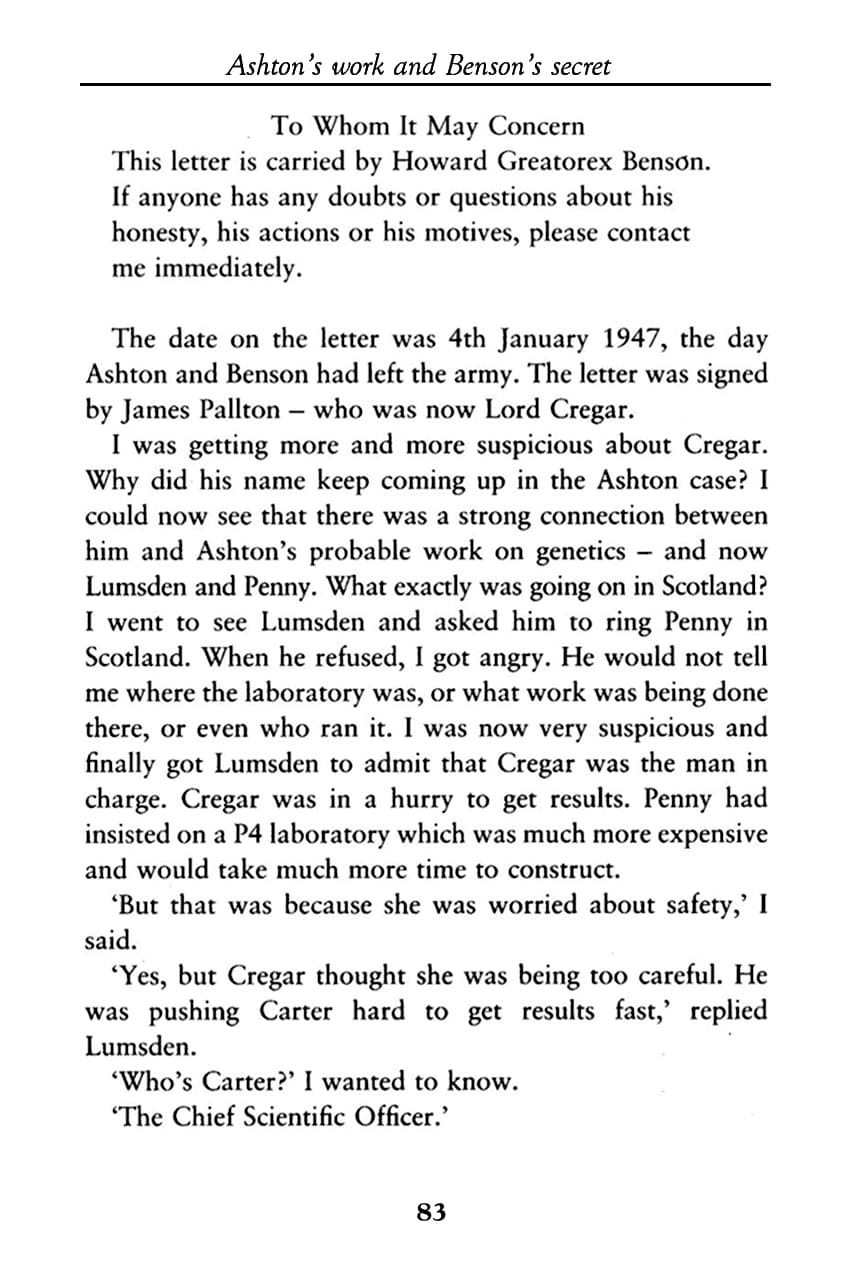 Ashton's work and Benson's secret
To Whom It May Concern
This letter is carried by Howard Greatorex Benson.
If anyone has any doubts or questions about his
honesty, his actions or his motives, please contact
me immediately.
The date on the letter was 4th January 1947, the day
Ashton and Benson had left the army. The letter was signed
by James Pallton – who was now Lord Cregar.
I was getting more and more suspicious about Cregar.
Why did his name keep coming up in the Ashton case? I
could now see that there was a strong connection between
him and Ashton's probable work on genetics – and now
Lumsden and Penny. What exactly was going on in Scotland?
I went to see Lumsden and asked him to ring Penny in
Scotland. When he refused, I got angry. He would not tell
me where the laboratory was, or what work was being done
there, or even who ran it. I was now very suspicious and
finally got Lumsden to admit that Cregar was the man in
charge. Cregar was in a hurry to get results. Penny had
insisted on a P4 laboratory which was much more expensive
and would take much more time to construct.
‘But that was because she was worried about safety,’ I
said.
‘Yes, but Cregar thought she was being too careful. He
was pushing Carter hard to get results fast,’ replied
Lumsden.
‘Who's Carter?’ I wanted to know.
‘The Chief Scientific Officer.’
83